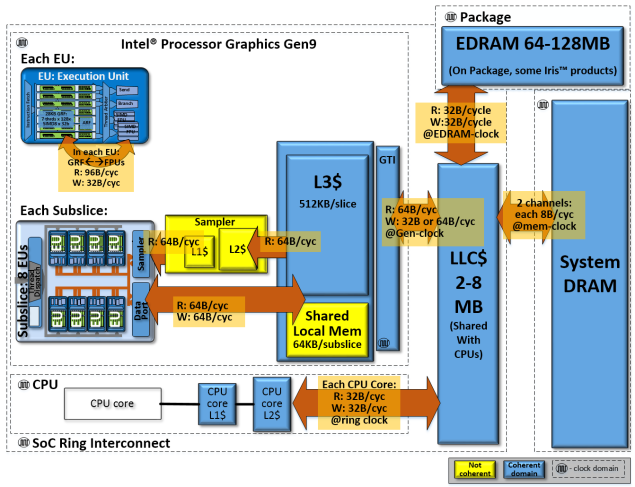 Package
EDRAM 64-128MB
(On Package, some Iris™ products)
Intel® Processor Graphics Gen9
Each EU:
EU: Execution Unit
Send
Branch
In each EU:
GRF FPUs
R: 96B/cyc
W: 32B/cyc
R: 32B/cycle
W:32B/cycle
@EDRAM-clock
L3$
512KB/slice
GTI
Each Subslice:
Subslice: 8 EUs
Thread
Dispatch
Sampler
Data
Port
Sampler
R: 64B/cyc
L1$
L2$
R: 64B/cyc
R: 64B/cyc
W: 64B/cyc
Shared
Local Mem
64KB/subslice
R: 64B/cyc
W: 32B or 64B/cyc
@Gen-clock
LLC$
2-8
MB
(Shared
With
CPUs)
2 channels:
each 8B/cyc
@mem-clock
System
DRAM
CPU
CPU core
CPU
core
L1$
CPU
core
L2$
Each CPU Core:
R: 32B/cyc
W: 32B/cyc
@ring clock
SoC Ring Interconnect
Not
coherent
Coherent
domain
- clock domain